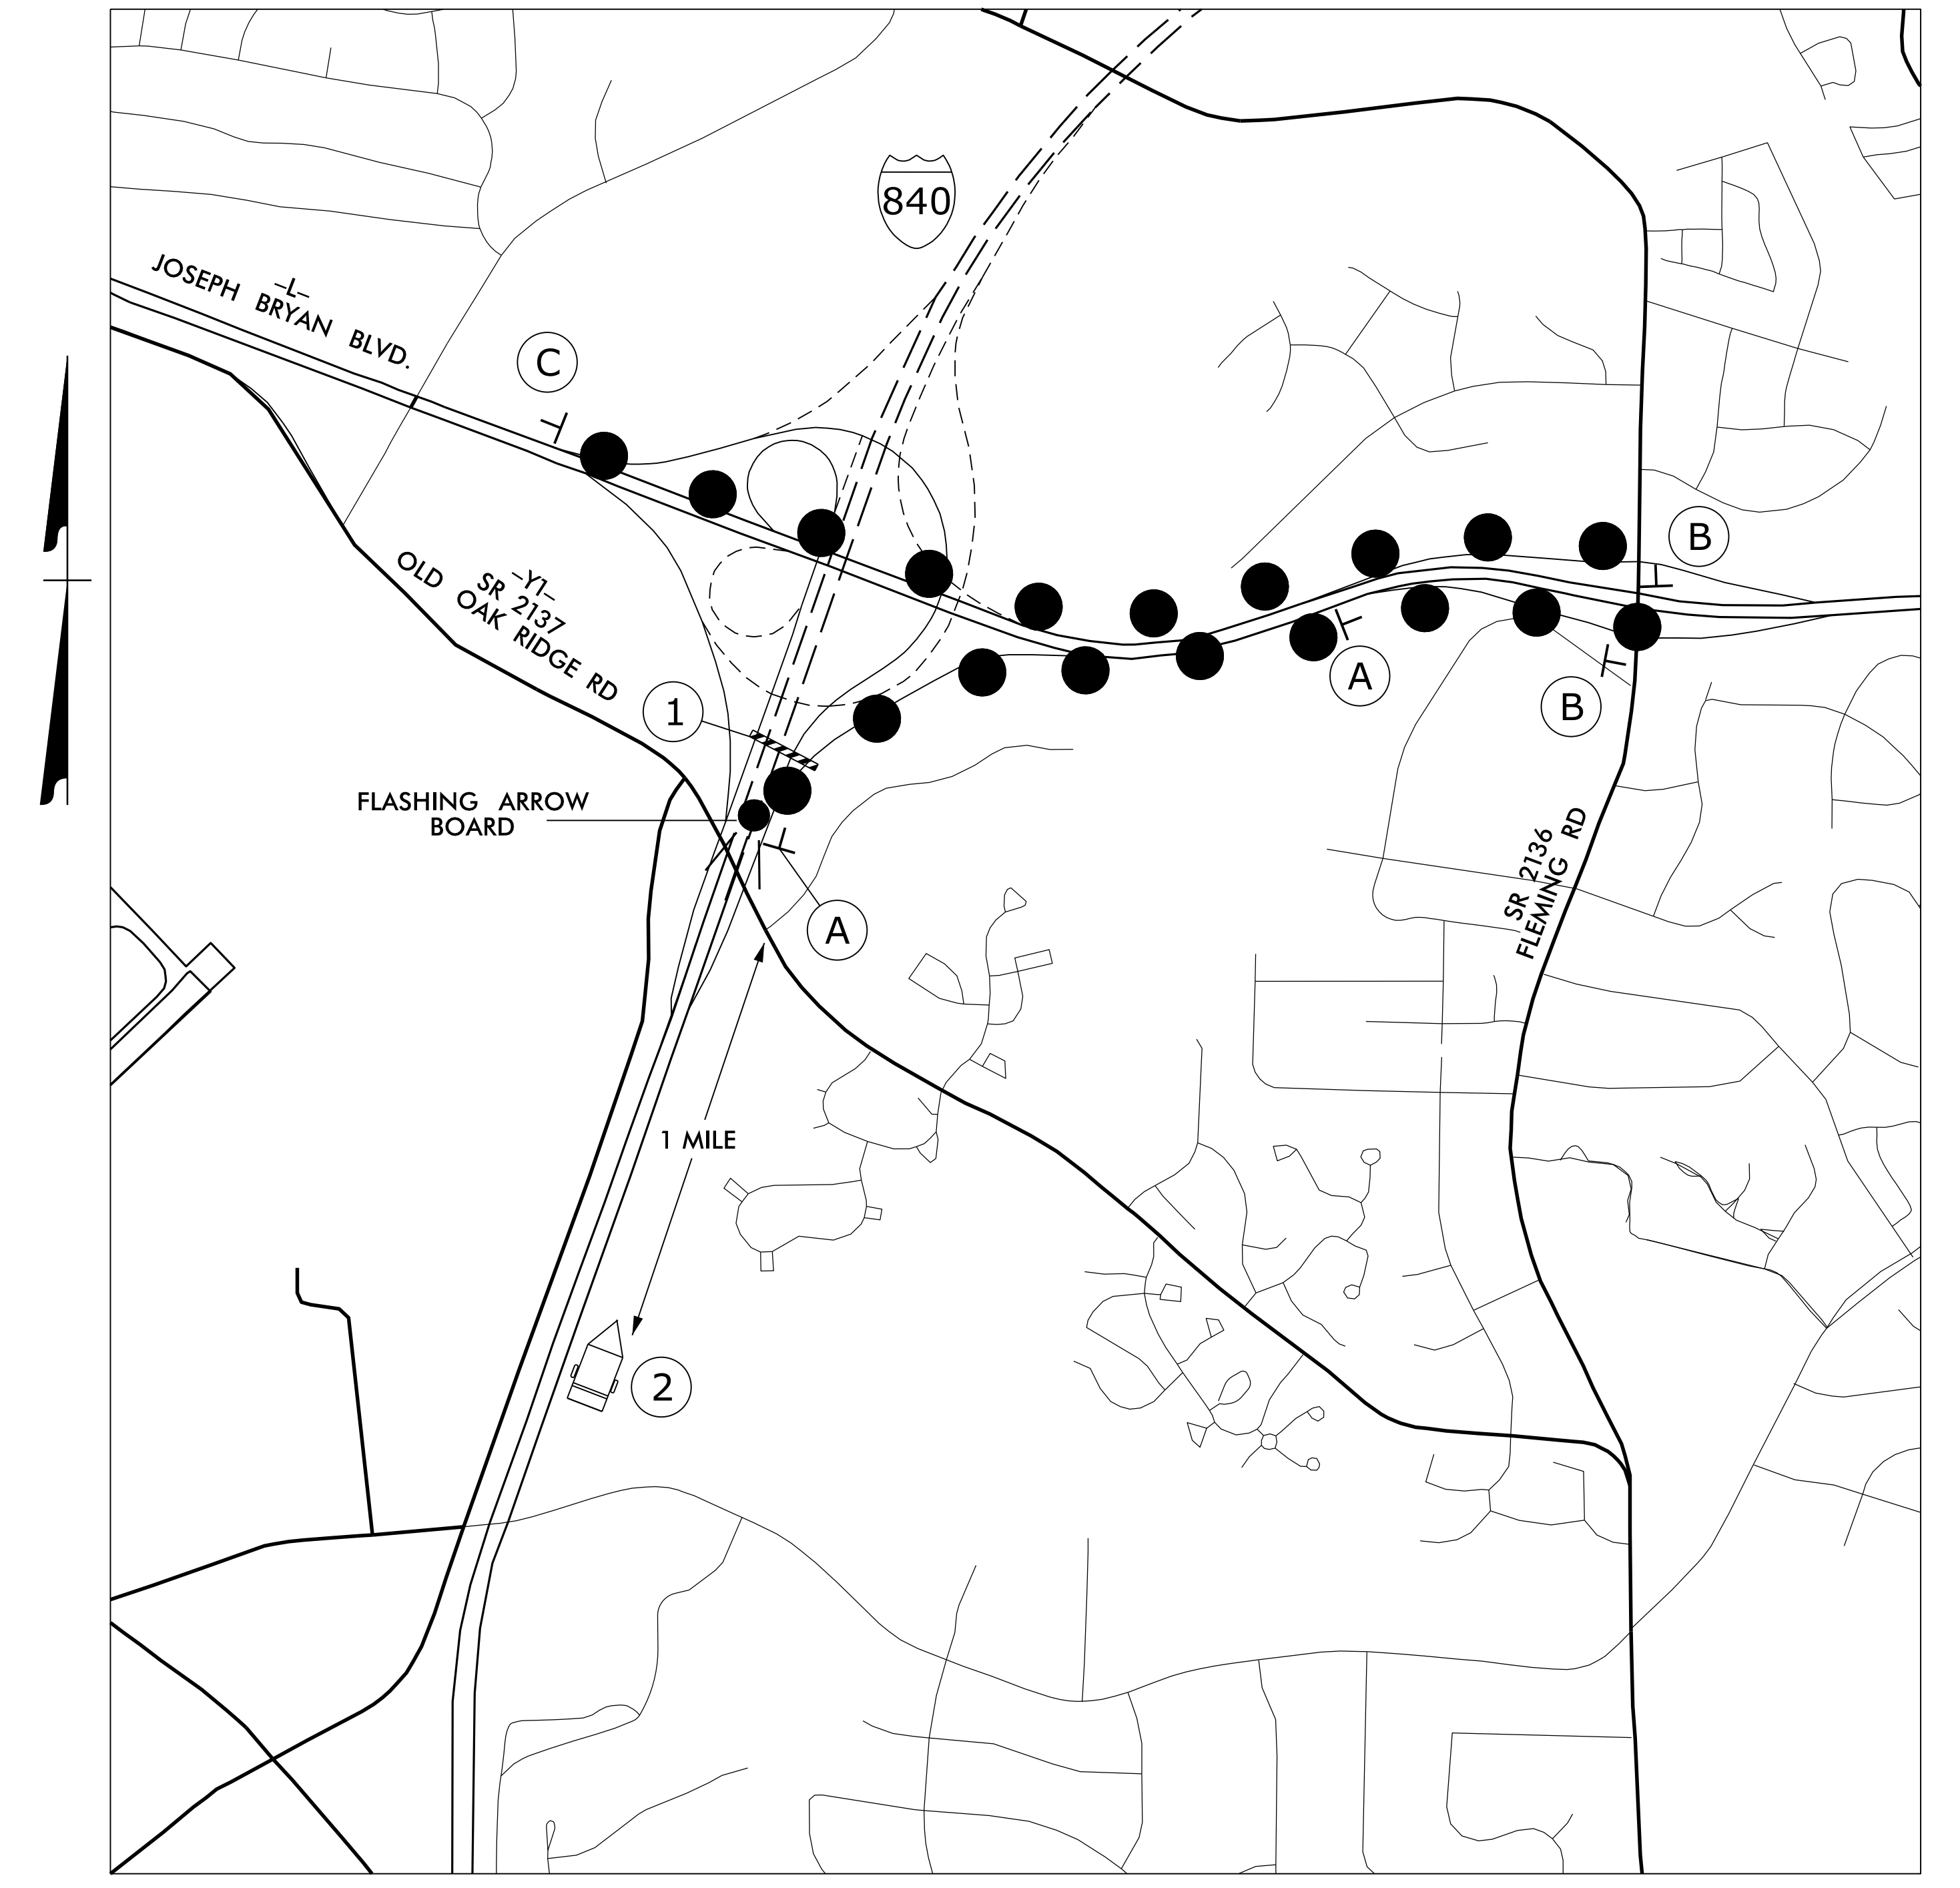 840
-L-
JOSEPH BRYAN BLVD.
C
B
-Y1-
SR 2137
OLD OAK RIDGE RD
A
B
1
FLASHING ARROW
BOARD
SR 2136
FLEMING RD
A
1 MILE
2